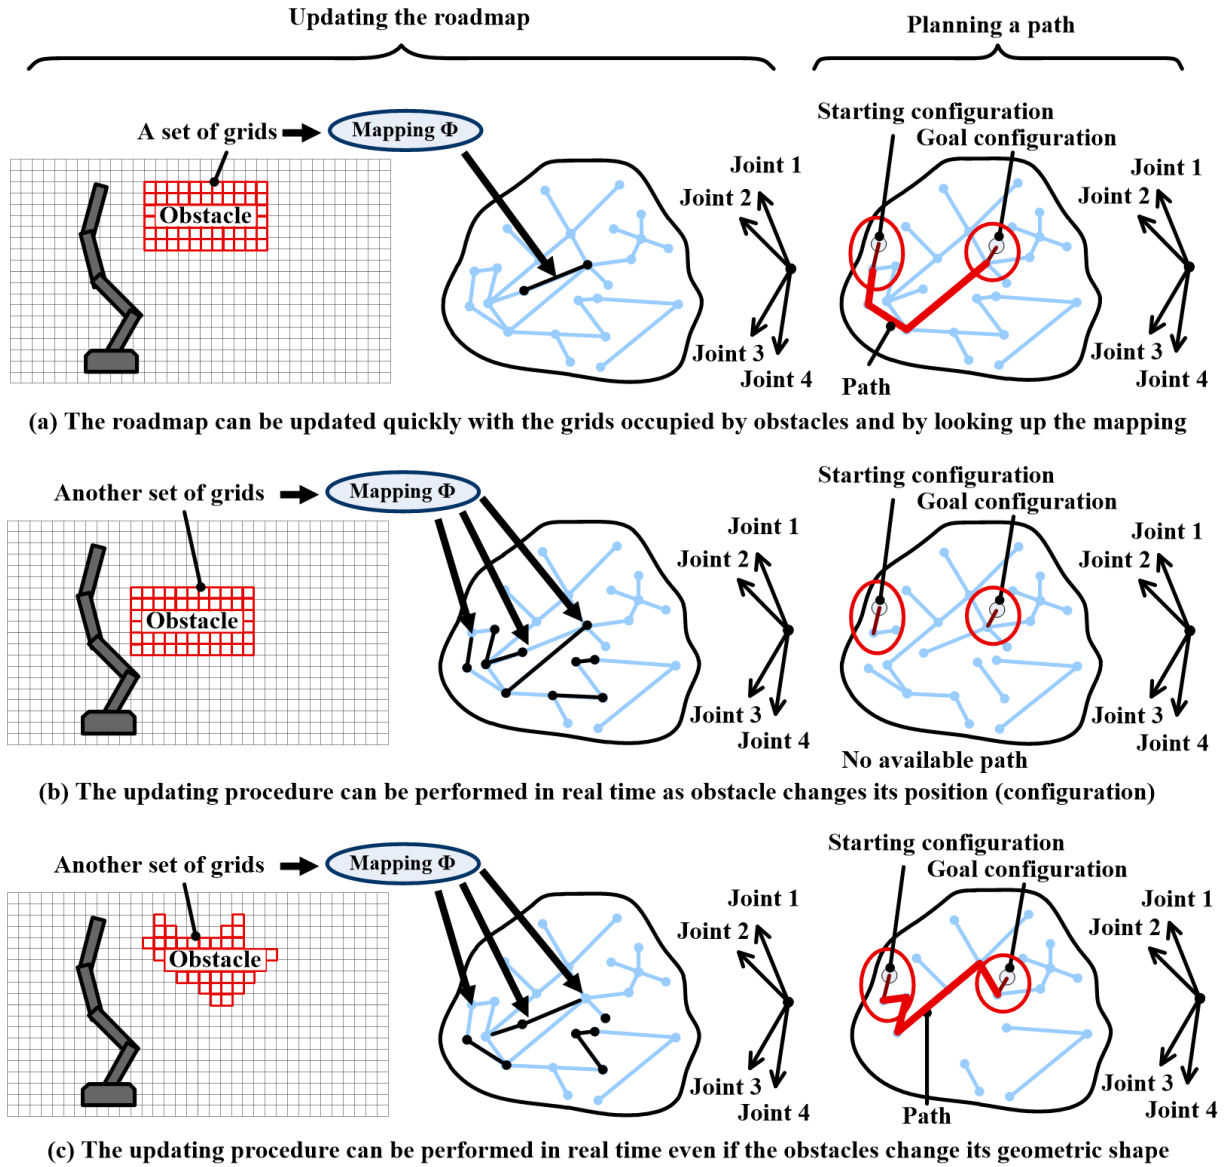 Updating the roadmap
Planning a path
A set of grids
Mapping Φ
Obstacle
Joint 1
Joint 2
Joint 3
Joint 4
Starting configuration
Goal configuration
Joint 1
Joint 2
Joint 3
Joint 4
Path
(a) The roadmap can be updated quickly with the grids occupied by obstacles and by looking up the mapping
Another set of grids
Mapping Φ
Obstacle
Joint 1
Joint 2
Joint 3
Joint 4
Starting configuration
Goal configuration
Joint 1
Joint 2
Joint 3
Joint 4
No available path
(b) The updating procedure can be performed in real time as obstacle changes its position (configuration)
Another set of grids
Mapping Φ
Obstacle
Joint 1
Joint 2
Joint 3
Joint 4
Starting configuration
Goal configuration
Joint 1
Joint 2
Joint 3
Joint 4
Path
(c) The updating procedure can be performed in real time even if the obstacles change its geometric shape